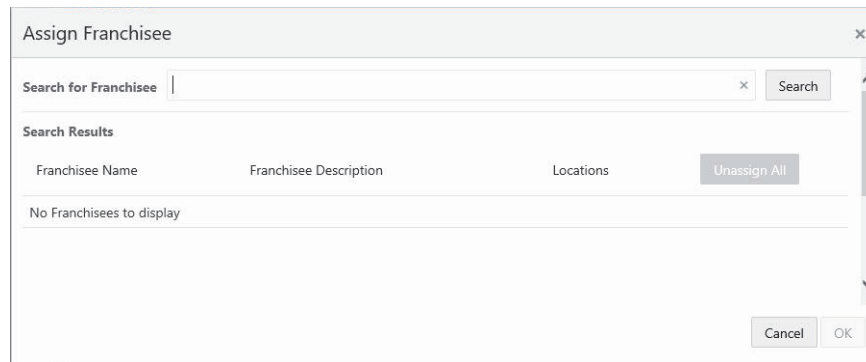 Assign Franchisee ×
Search for Franchisee × Search
Search Results
Franchisee Name Franchisee Description Locations Unassign All
No Franchisees to display
Cancel OK